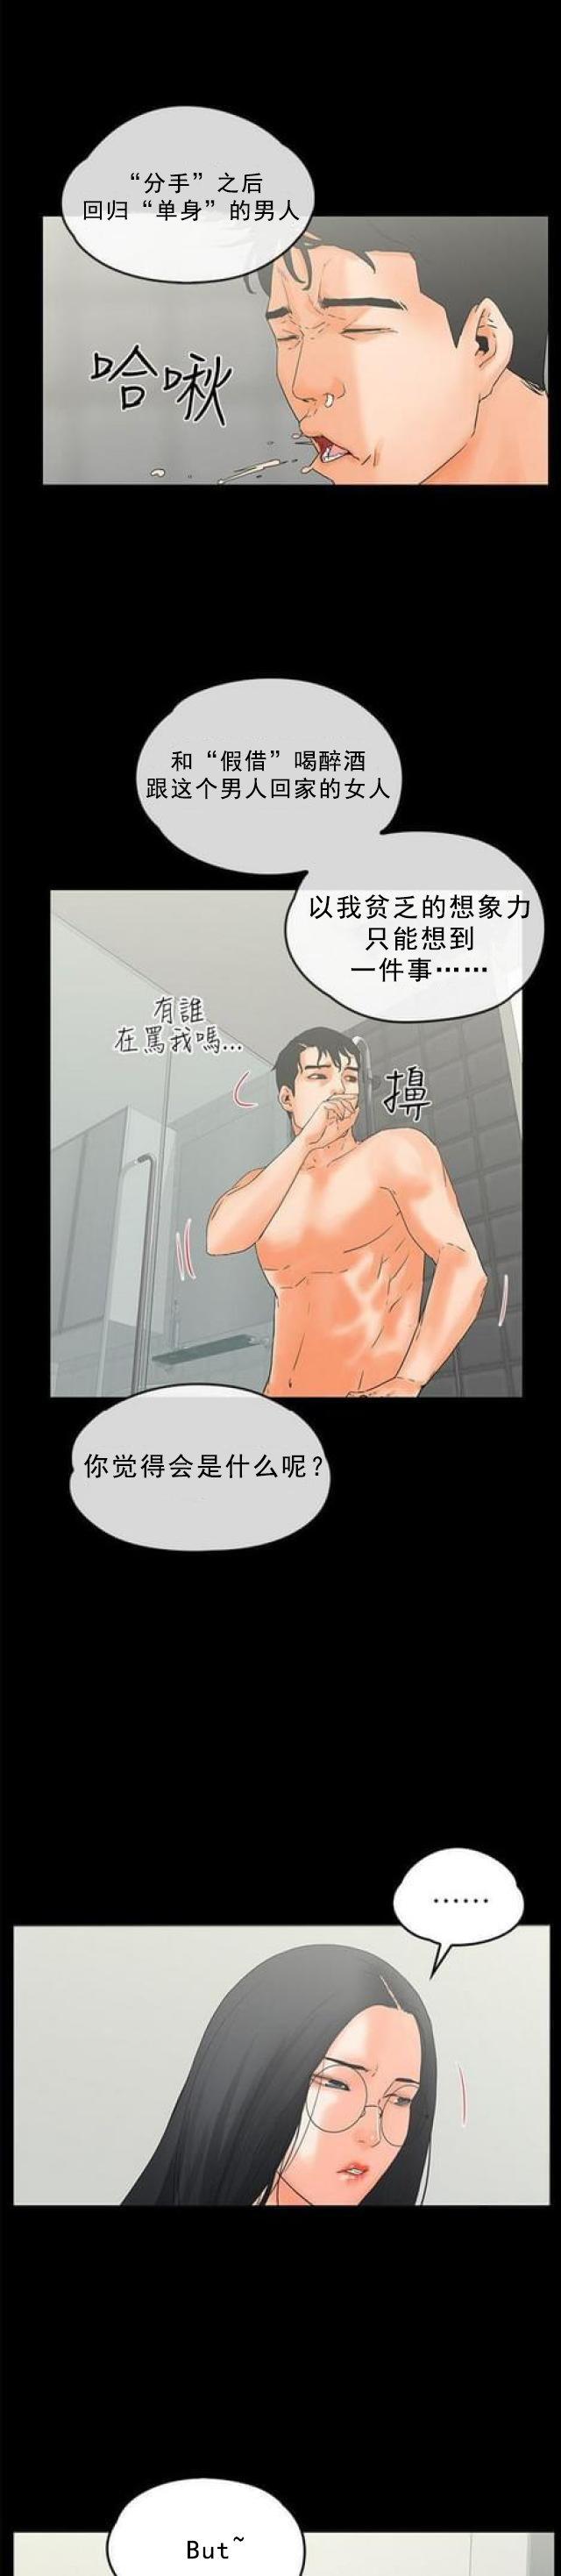 “分手”之后
回归“单身”的男人
哈啾
和“假借”喝醉酒
跟这个男人回家的女人
以我贫乏的想象力
只能想到
一件事……
有誰
在罵我嗎...
擤
你觉得会是什么呢？
……
But~